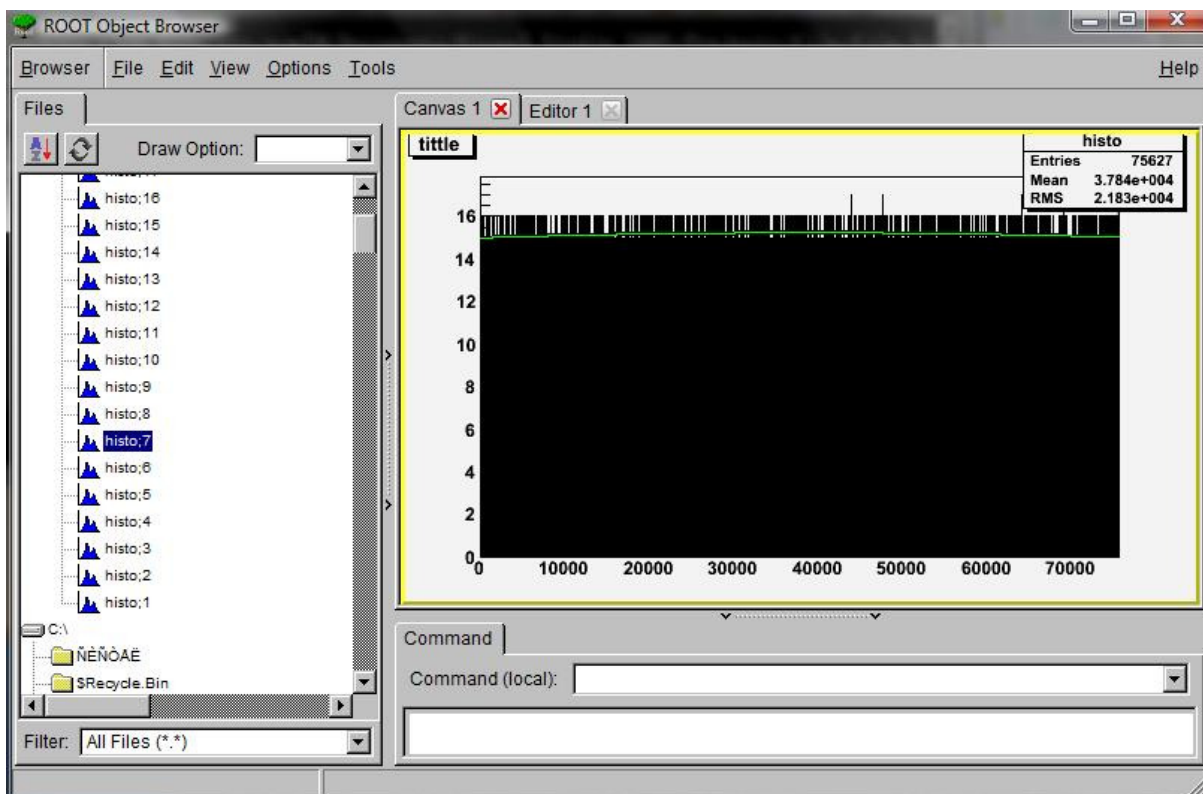 ROOT Object Browser
Browser File Edit View Options Tools Help
Files
Draw Option:
histo;16
histo;15
histo;14
histo;13
histo;12
histo;11
histo;10
histo;9
histo;8
histo;7
histo;6
histo;5
histo;4
histo;3
histo;2
histo;1
C:\
ÑÈÑÒÀË
$Recycle.Bin
Filter: All Files (*.*)
Canvas 1 Editor 1
tittle
histo
Entries 75627
Mean 3.784e+004
RMS 2.183e+004
16
14
12
10
8
6
4
2
0
0 10000 20000 30000 40000 50000 60000 70000
Command
Command (local):